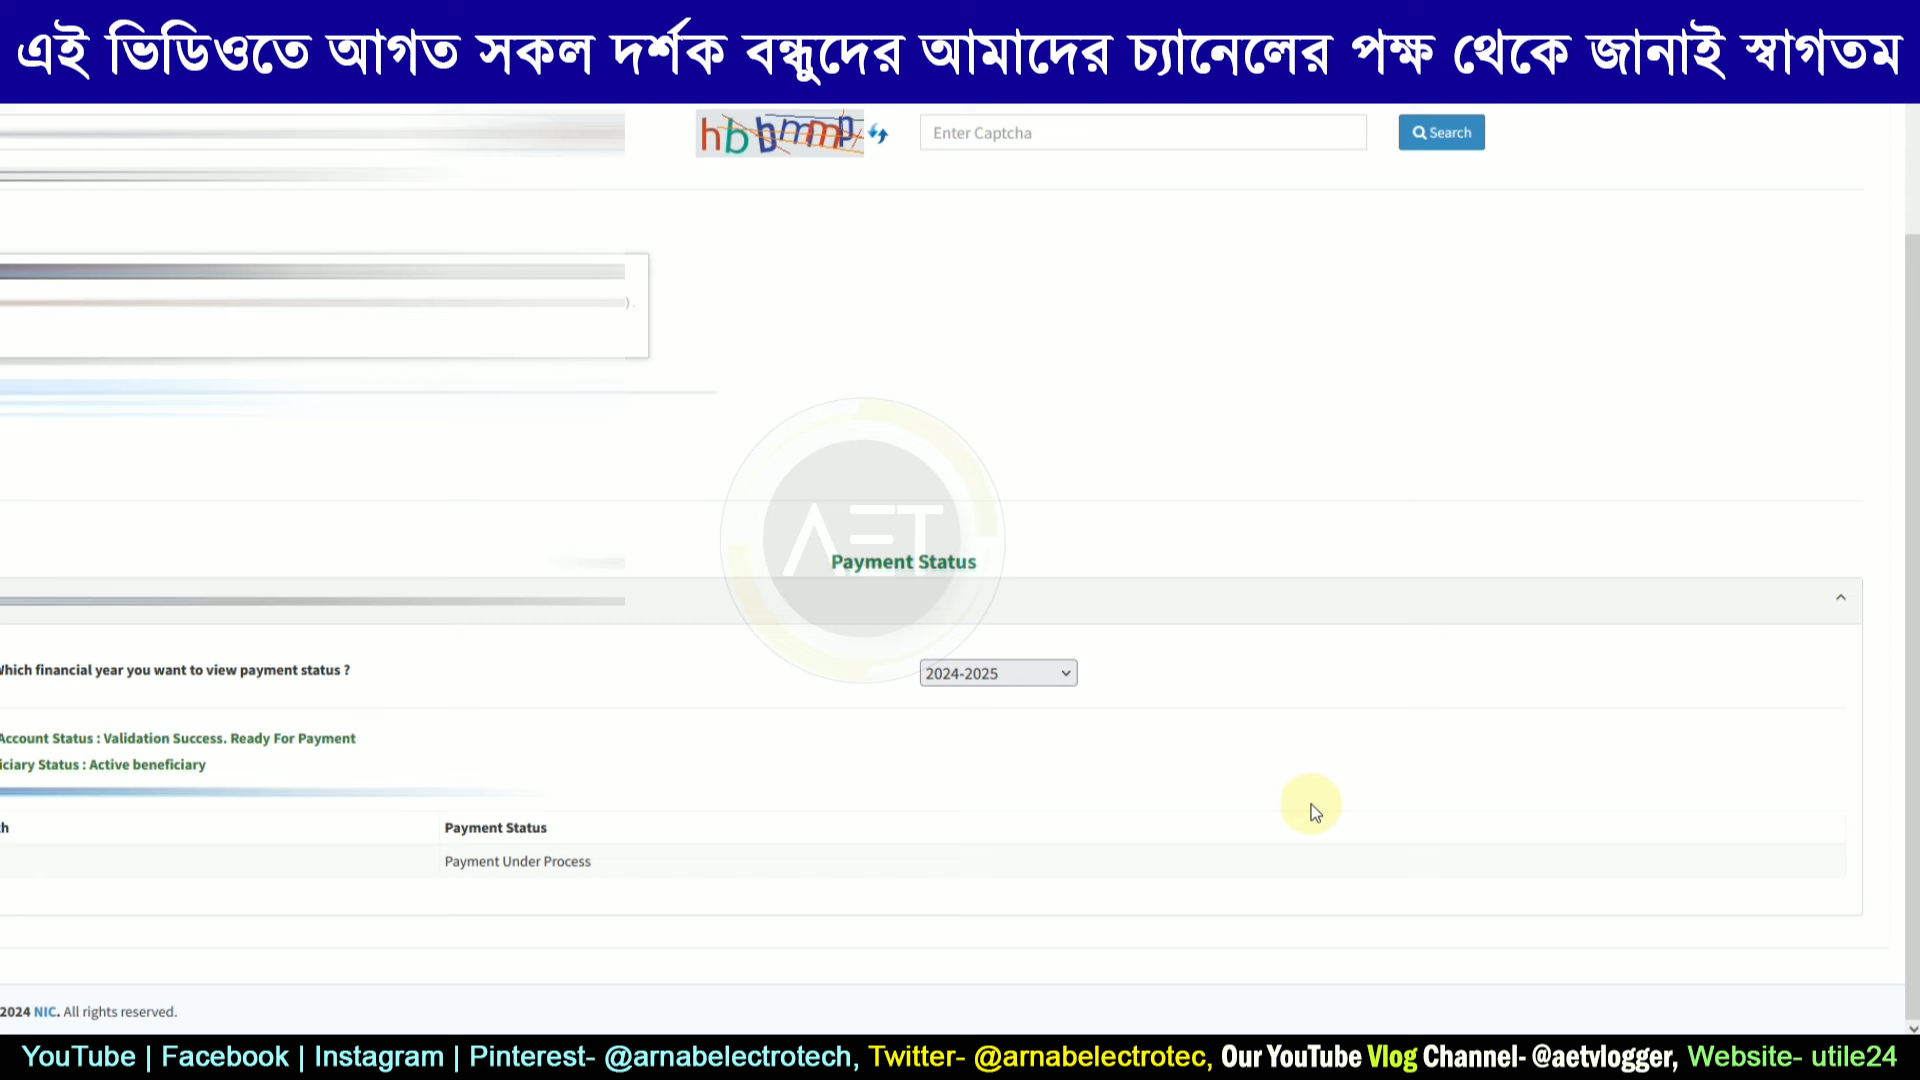 এই ভিডিওতে আগত সকল দর্শক বন্ধুদের আমাদের চ্যানেলের পক্ষ থেকে জানাই স্বাগতম
hbbmmp Enter Captcha Search
).
AET
Payment Status
Which financial year you want to view payment status ? 2024-2025
Account Status : Validation Success. Ready For Payment
iciary Status : Active beneficiary
h Payment Status
Payment Under Process
2024 NIC. All rights reserved.
YouTube | Facebook | Instagram | Pinterest- @arnabelectrotech, Twitter- @arnabelectrotec, Our YouTube Vlog Channel- @aetvlogger, Website- utile24